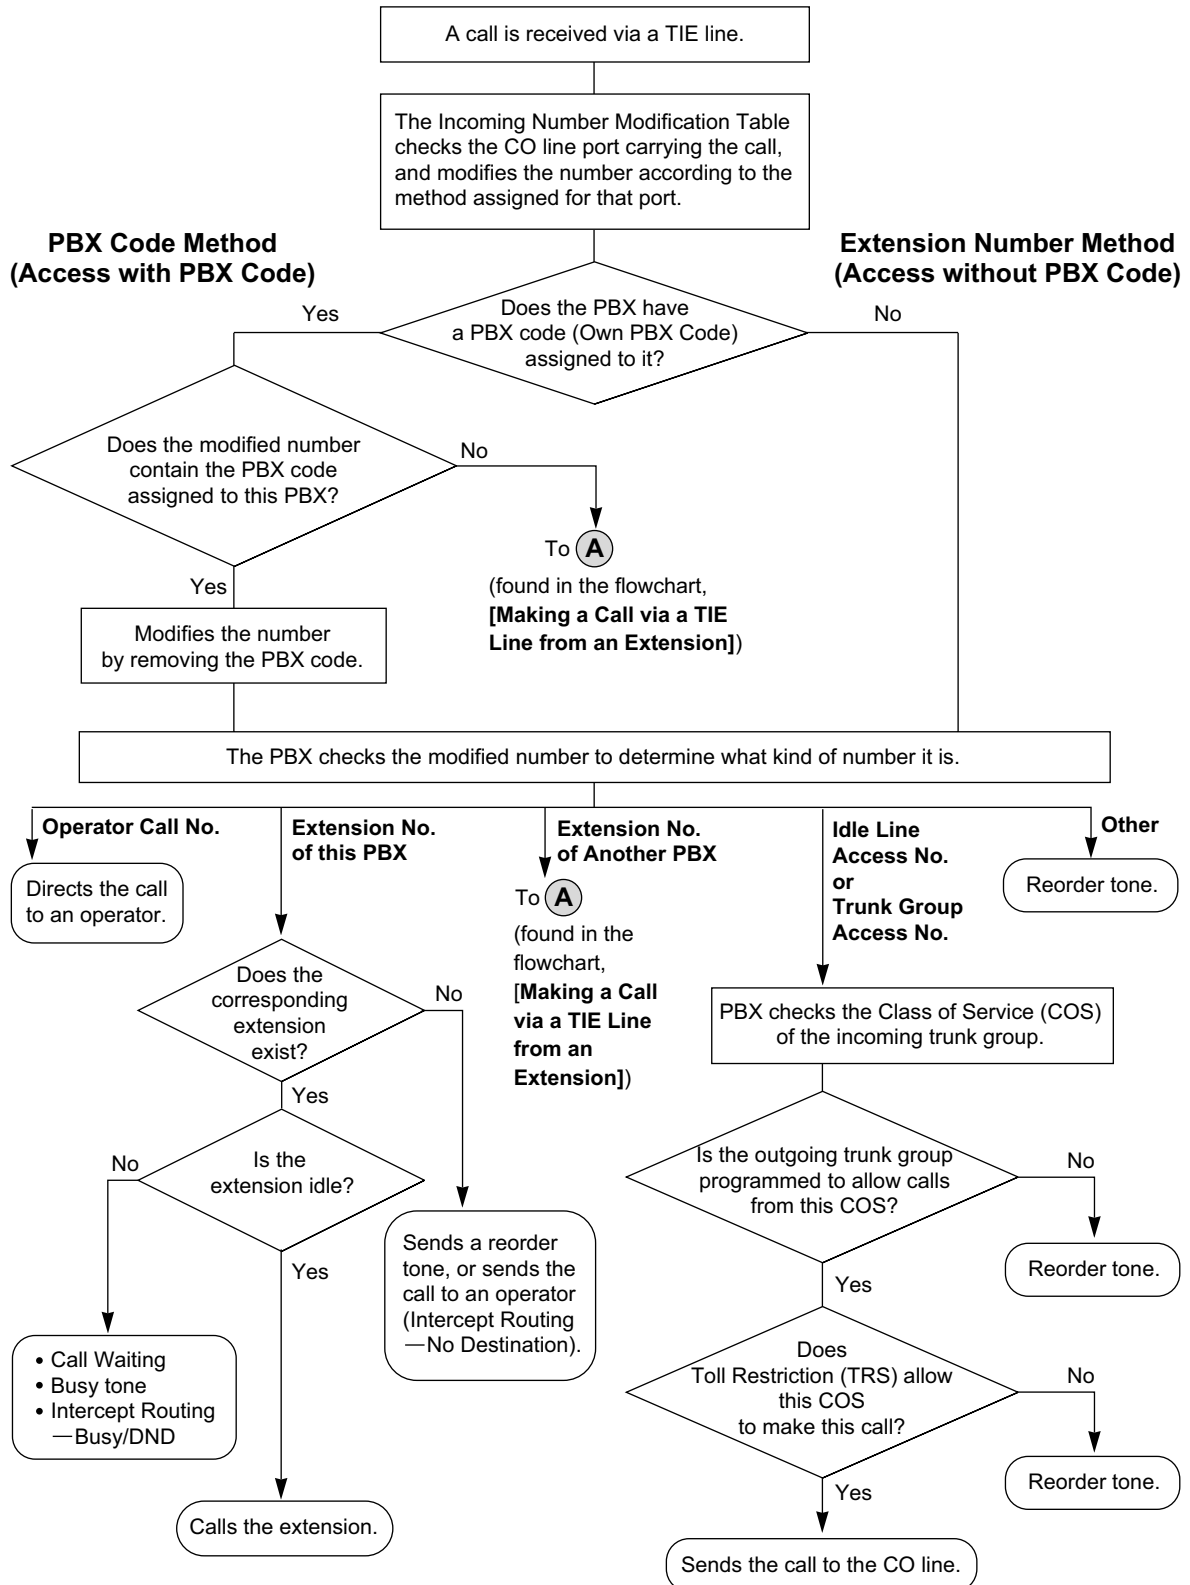 A call is received via a TIE line.
The Incoming Number Modification Table
checks the CO line port carrying the call,
and modifies the number according to the
method assigned for that port.
PBX Code Method
(Access with PBX Code)
Extension Number Method
(Access without PBX Code)
Yes
Does the PBX have
a PBX code (Own PBX Code)
assigned to it?
No
Does the modified number
contain the PBX code
assigned to this PBX?
No
To A
(found in the flowchart,
[Making a Call via a TIE
Line from an Extension])
Yes
Modifies the number
by removing the PBX code.
The PBX checks the modified number to determine what kind of number it is.
Operator Call No.
Directs the call
to an operator.
Extension No.
of this PBX
Extension No.
of Another PBX
To A
(found in the
flowchart,
[Making a Call
via a TIE Line
from an
Extension])
Idle Line
Access No.
or
Trunk Group
Access No.
Other
Reorder tone.
Does the
corresponding
extension
exist?
No
Yes
Is the
extension idle?
No
Yes
Sends a reorder
tone, or sends the
call to an operator
(Intercept Routing
—No Destination).
• Call Waiting
• Busy tone
• Intercept Routing
—Busy/DND
Calls the extension.
PBX checks the Class of Service (COS)
of the incoming trunk group.
Is the outgoing trunk group
programmed to allow calls
from this COS?
No
Reorder tone.
Yes
Does
Toll Restriction (TRS) allow
this COS
to make this call?
No
Reorder tone.
Yes
Sends the call to the CO line.